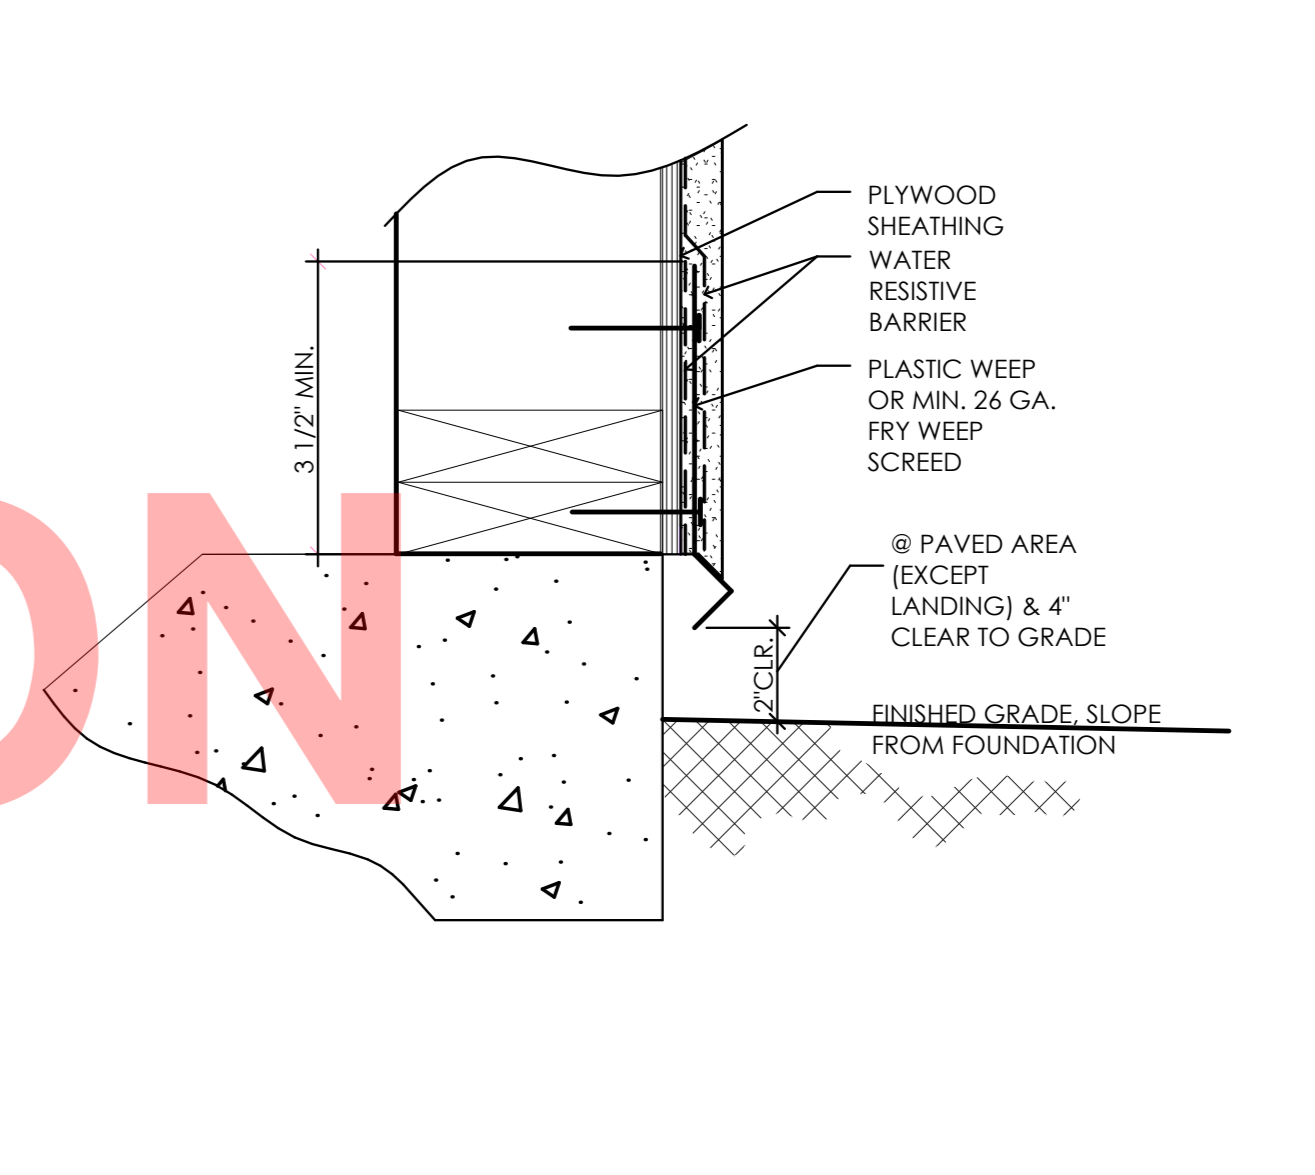 PLYWOOD
SHEATHING
WATER
RESISTIVE
BARRIER
3 1/2" MIN.
PLASTIC WEEP
OR MIN. 26 GA.
FRY WEEP
SCREED
@ PAVED AREA
(EXCEPT
LANDING) & 4"
CLEAR TO GRADE
2"CLR.
FINISHED GRADE, SLOPE
FROM FOUNDATION
ON